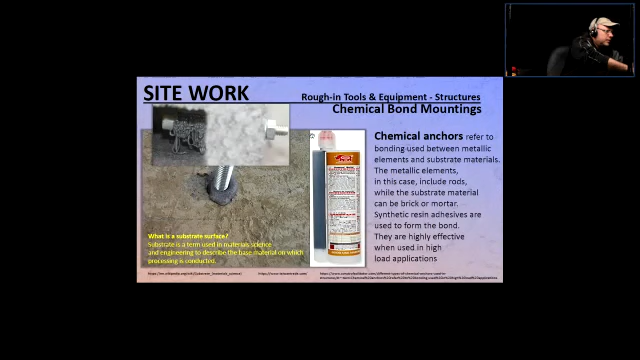 SITE WORK
Rough-in Tools & Equipment - Structures
Chemical Bond Mountings
Chemical anchors refer to
bonding used between metallic
elements and substrate materials.
The metallic elements,
in this case, include rods,
while the substrate material
can be brick or mortar.
Synthetic resin adhesives are
used to form the bond.
They are highly effective
when used in high
load applications
What is a substrate surface?
Substrate is a term used in materials science
and engineering to describe the base material on which
processing is conducted.